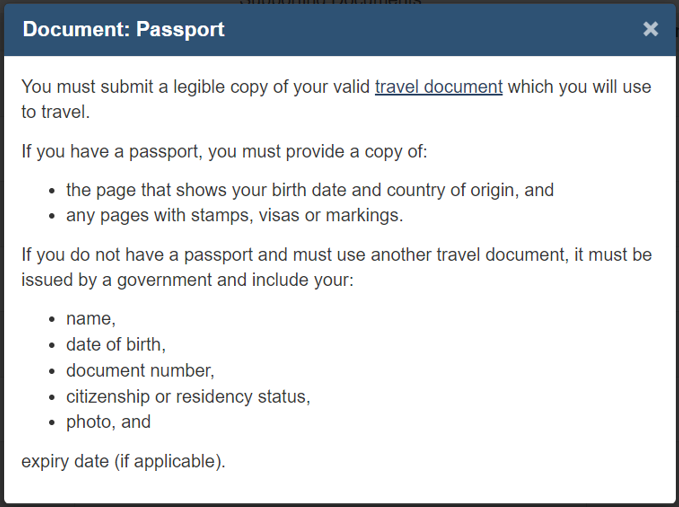 Document: Passport
You must submit a legible copy of your valid travel document which you will use
to travel.
If you have a passport, you must provide a copy of:
• the page that shows your birth date and country of origin, and
• any pages with stamps, visas or markings.
If you do not have a passport and must use another travel document, it must be
issued by a government and include your:
• name,
• date of birth,
• document number,
• citizenship or residency status,
• photo, and
expiry date (if applicable).